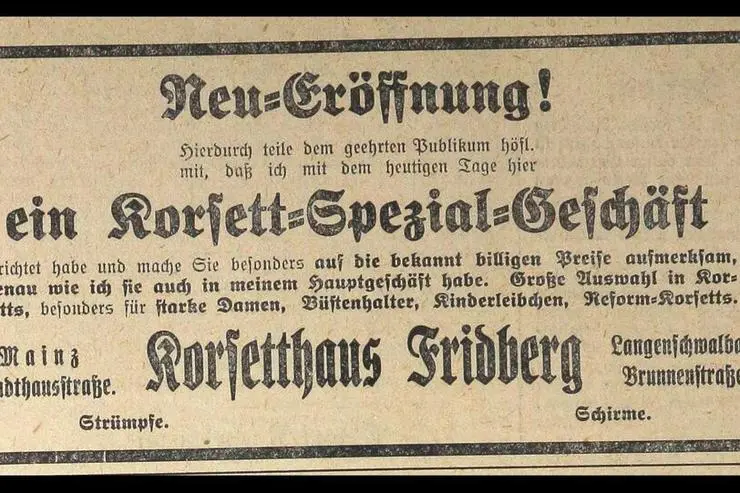 Neu=Eröffnung!
Hierdurch teile dem geehrten Publikum höfl.
mit, daß ich mit dem heutigen Tage hier
ein Korsett=Spezial=Geschäft
richtet habe und mache Sie besonders auf die bekannt billigen Preise aufmerksam,
enau wie ich sie auch in meinem Hauptgeschäft habe. Große Auswahl in Kor-
tts, besonders für starke Damen, Büstenhalter, Kinderleibchen, Reform-Korsetts.
Mainz
adthausstraße.
Korsetthaus Fridberg
Langenschwalba
Brunnenstraße
Strümpfe.
Schirme.